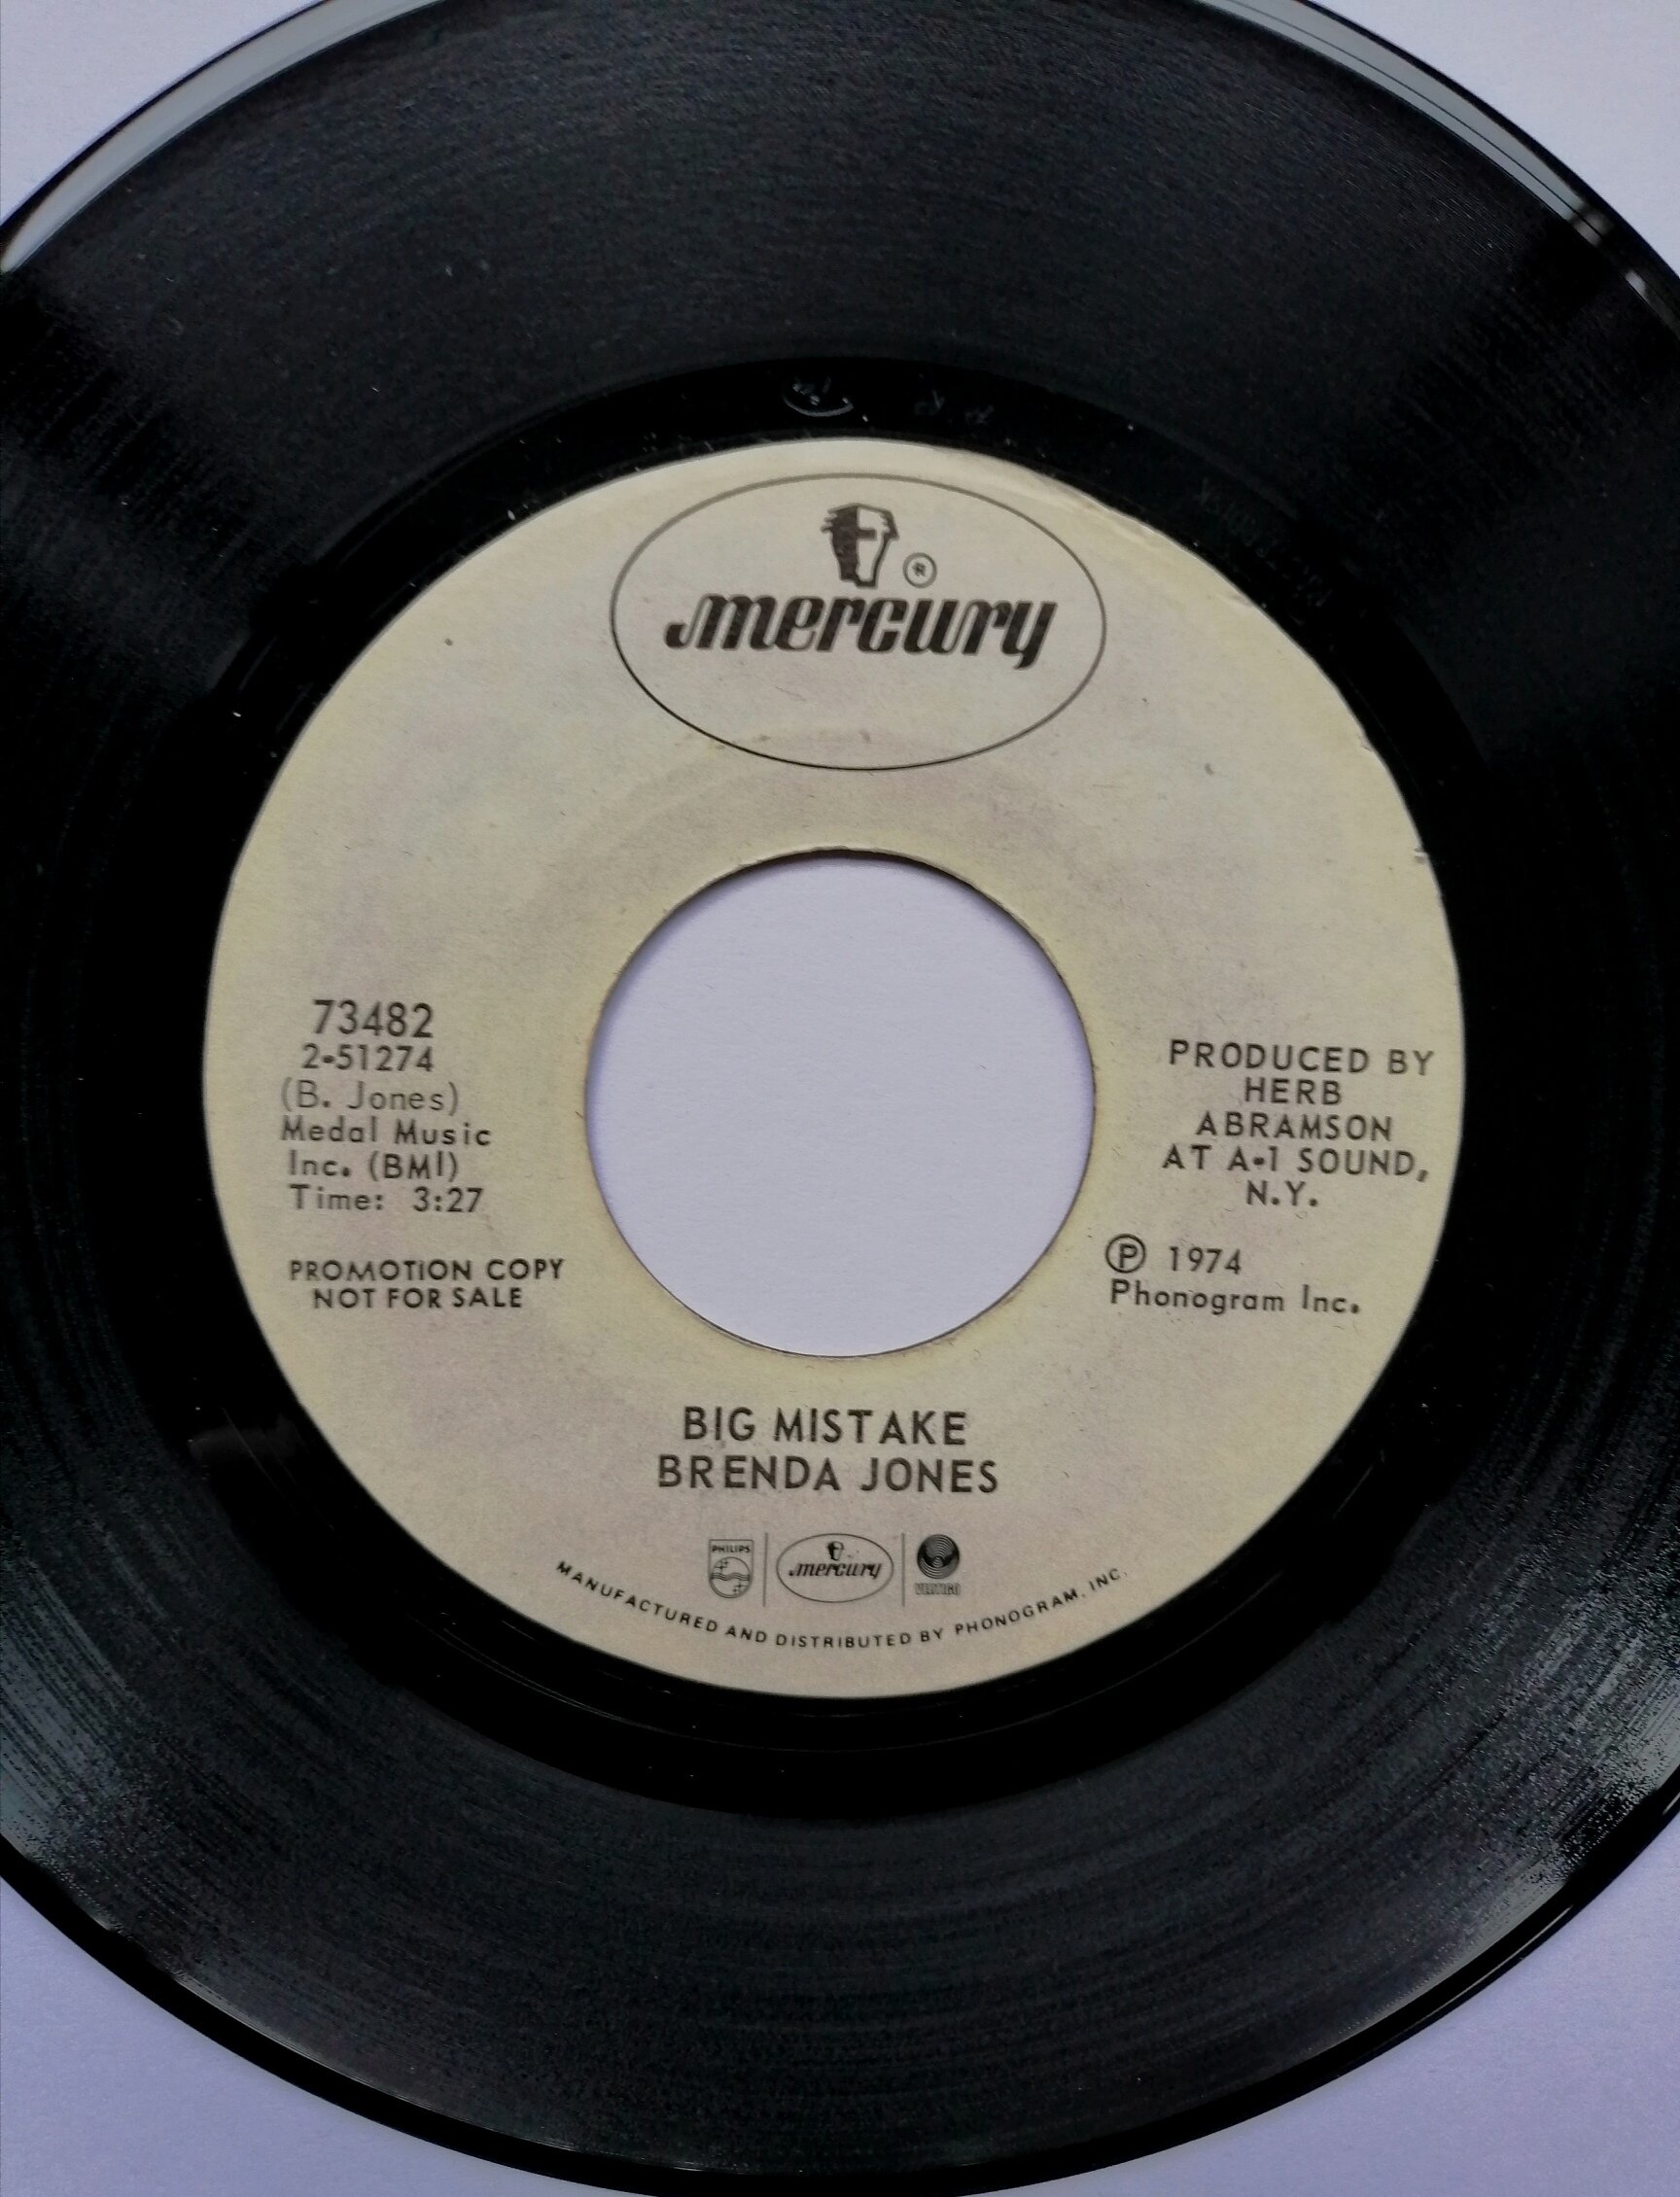 ®
mercury
73482
2-51274
(B. Jones)
Medal Music
Inc. (BMI)
Time: 3:27
PROMOTION COPY
NOT FOR SALE
PRODUCED BY
HERB
ABRAMSON
AT A-1 SOUND,
N.Y.
Ⓟ 1974
Phonogram Inc.
BIG MISTAKE
BRENDA JONES
PHILIPS
mercury
VERTIGO
MANUFACTURED AND DISTRIBUTED BY PHONOGRAM, INC.